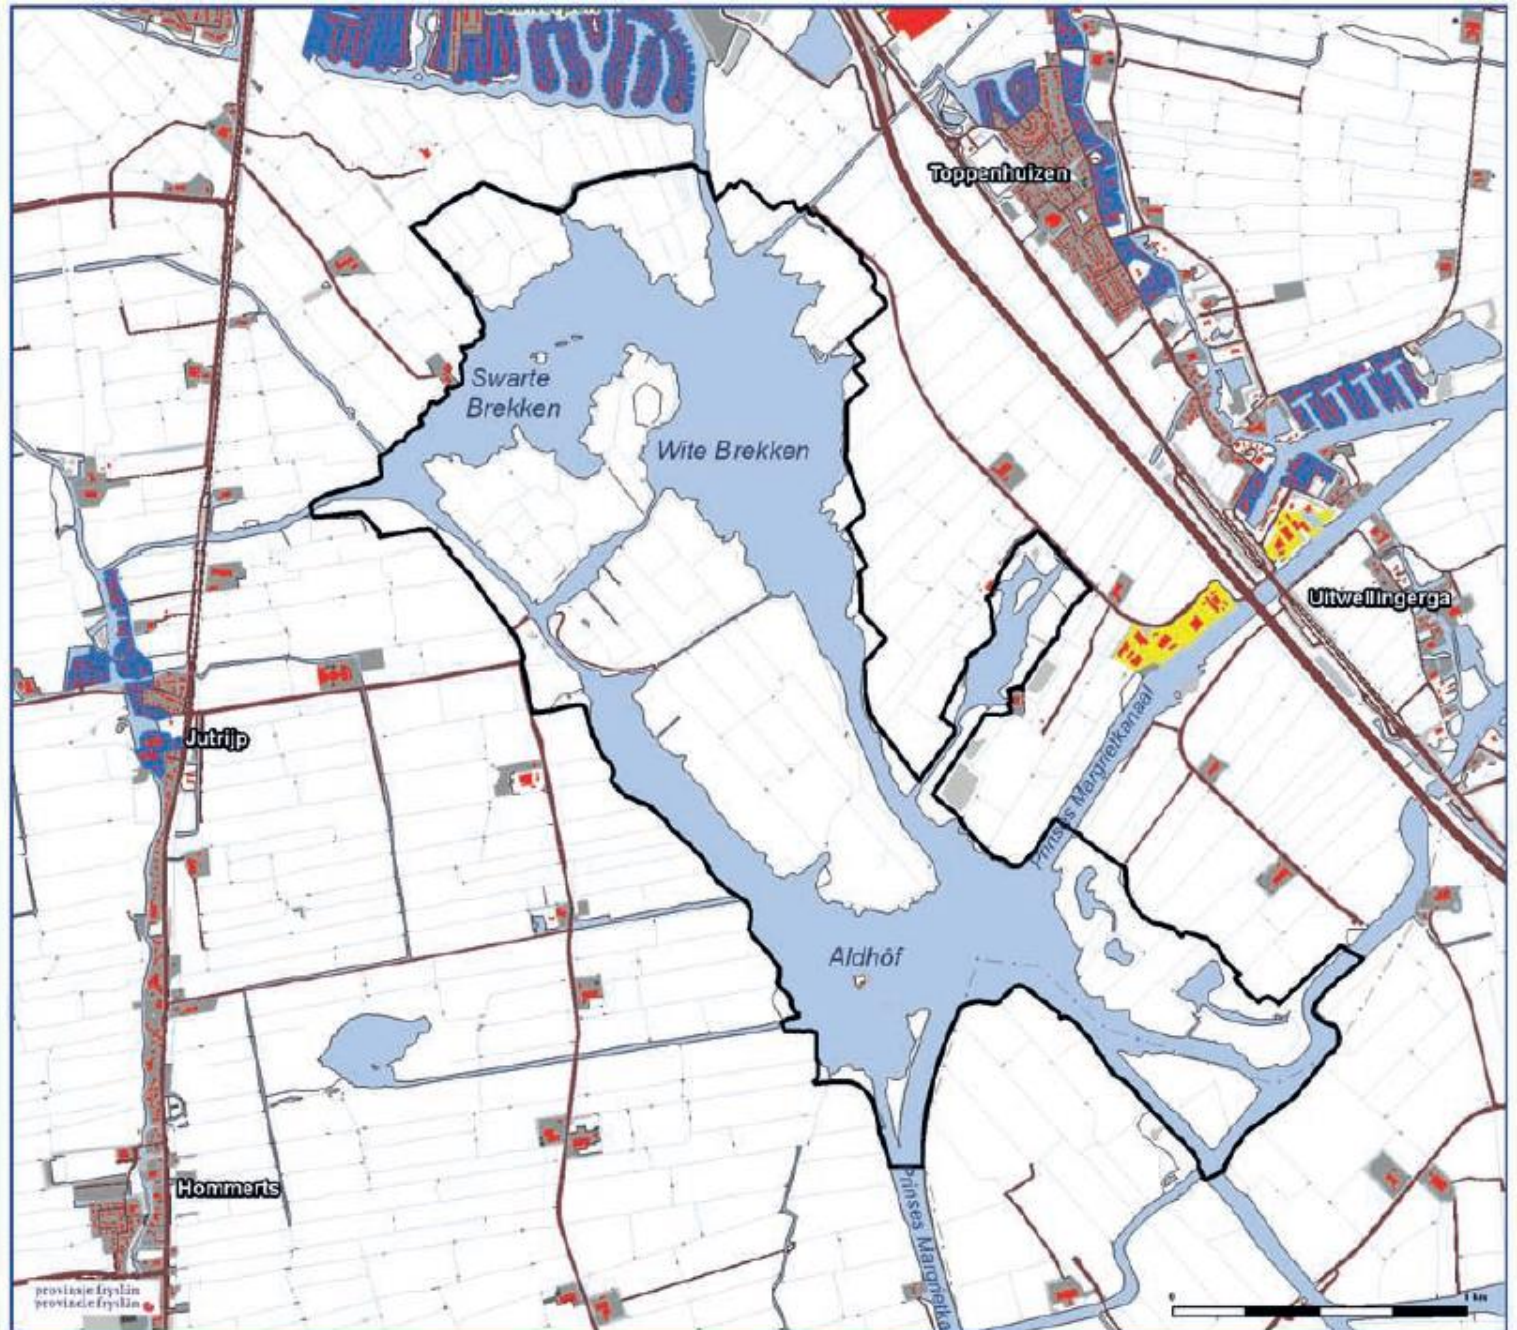 Toppenhuizen
Swarte
Brekken
Wite Brekken
Uitwellingerga
Jutrijp
Prinses Margrietkanaal
Aldhôf
Hommerts
Prinses Margrietka
provinsje fryslân
provincie fryslân
0 1 km